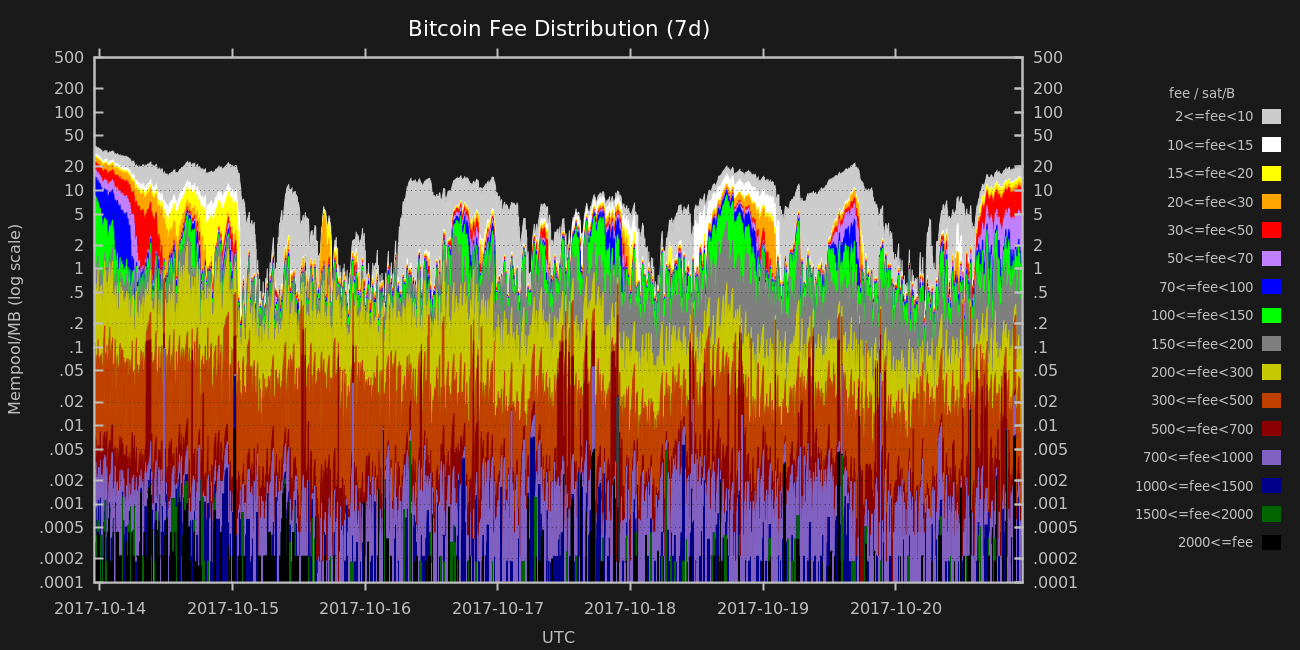 Bitcoin Fee Distribution (7d)
500
200
100
50
20
10
5
2
1
.5
.2
.1
.05
.02
.01
.005
.002
.001
.0005
.0002
.0001
Mempool/MB (log scale)
500
200
100
50
20
10
5
2
1
.5
.2
.1
.05
.02
.01
.005
.002
.001
.0005
.0002
.0001
2017-10-14 2017-10-15 2017-10-16 2017-10-17 2017-10-18 2017-10-19 2017-10-20
UTC
fee / sat/B
2<=fee<10
10<=fee<15
15<=fee<20
20<=fee<30
30<=fee<50
50<=fee<70
70<=fee<100
100<=fee<150
150<=fee<200
200<=fee<300
300<=fee<500
500<=fee<700
700<=fee<1000
1000<=fee<1500
1500<=fee<2000
2000<=fee